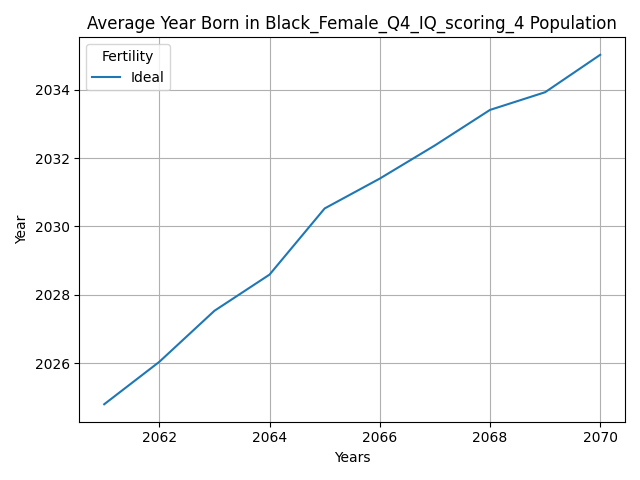 Average Year Born in Black_Female_Q4_IQ_scoring_4 Population
Fertility
Ideal
2034
2032
2030
2028
2026
Year
2062 2064 2066 2068 2070
Years